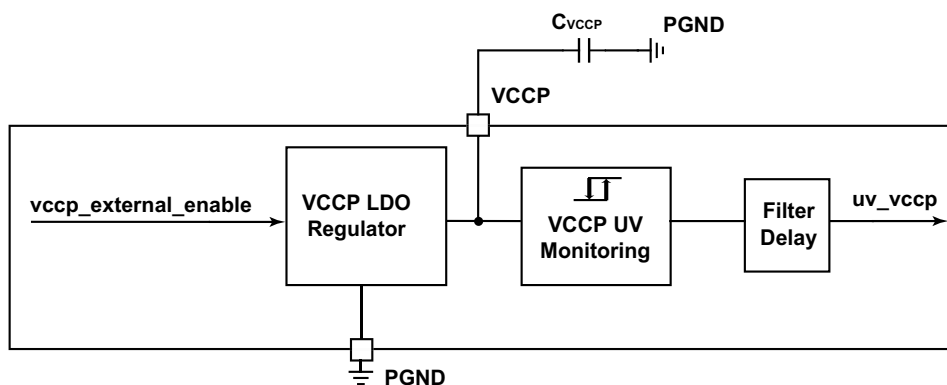 CVCCP
PGND
VCCP
vccp_external_enable
VCCP LDO
Regulator
VCCP UV
Monitoring
Filter
Delay
uv_vccp
PGND